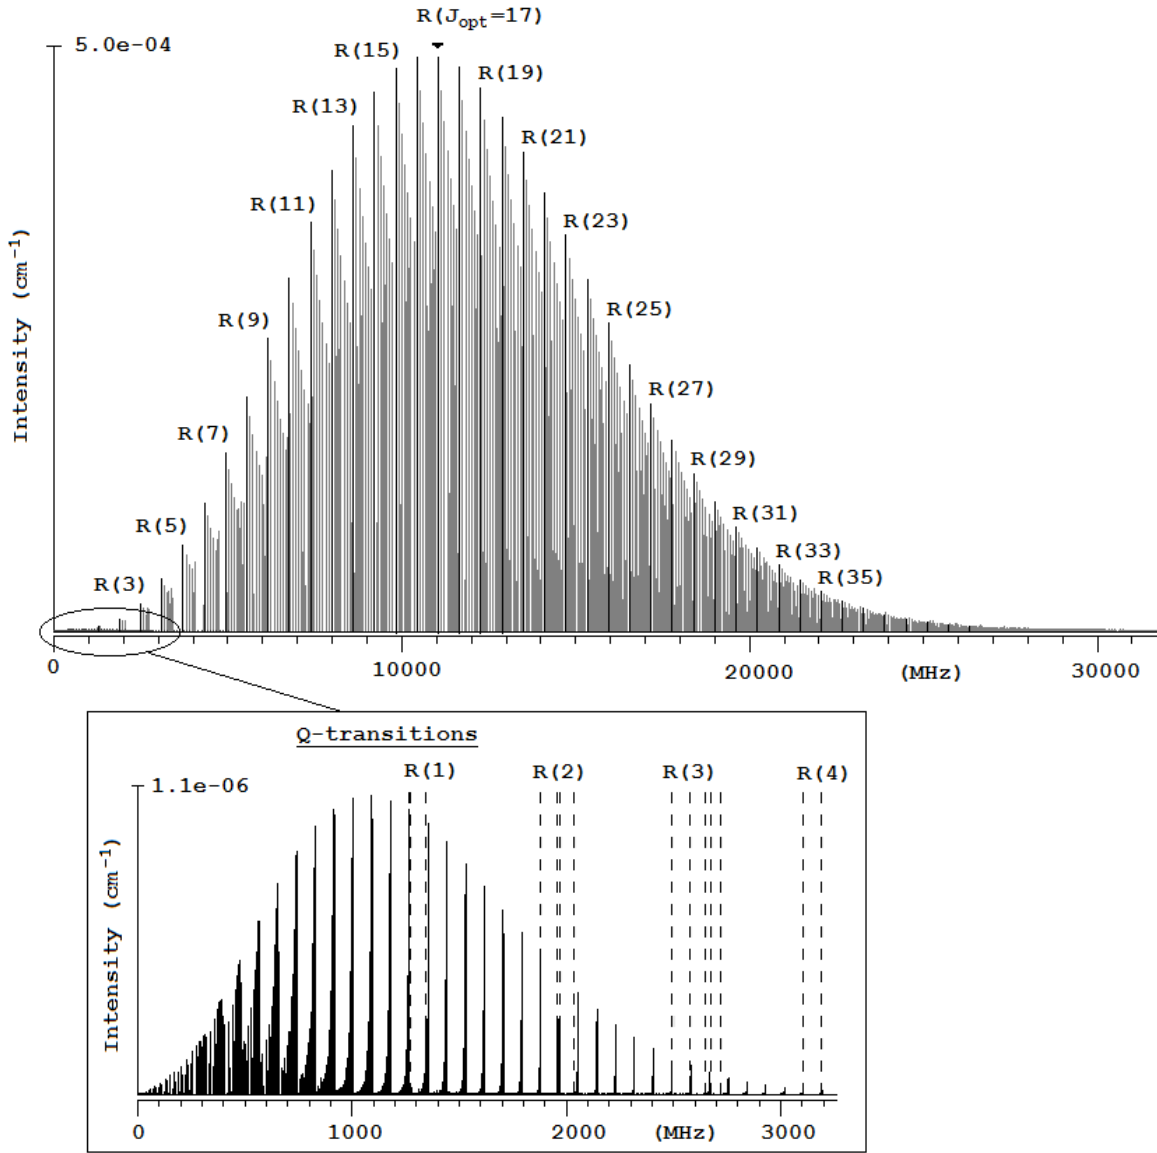 R(J_opt=17)
5.0e-04
R(15)
R(19)
R(13)
R(21)
R(11)
R(23)
R(9)
R(25)
R(7)
R(27)
R(29)
R(5)
R(31)
R(33)
R(3)
R(35)
Intensity (cm⁻¹)
0 10000 20000 (MHz) 30000
Q-transitions
R(1) R(2) R(3) R(4)
1.1e-06
Intensity (cm⁻¹)
0 1000 2000 (MHz) 3000